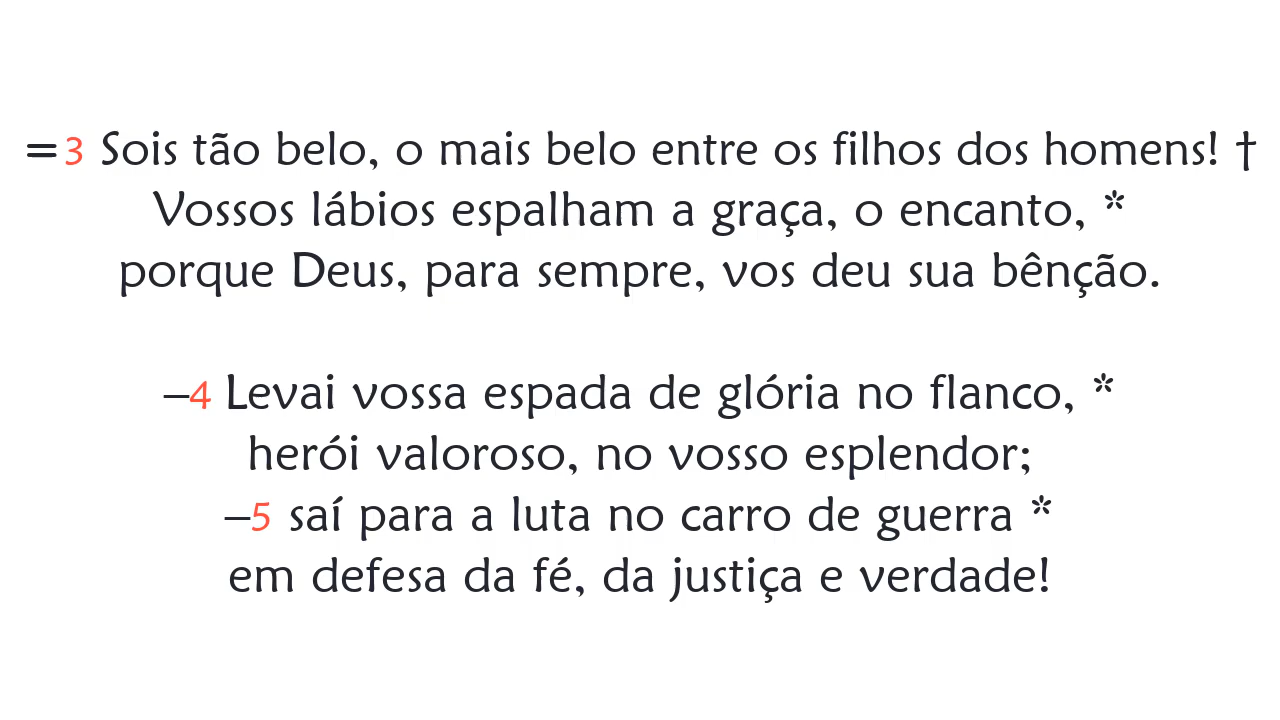 =3 Sois tão belo, o mais belo entre os filhos dos homens! †
Vossos lábios espalham a graça, o encanto, *
porque Deus, para sempre, vos deu sua bênção.
–4 Levai vossa espada de glória no flanco, *
herói valoroso, no vosso esplendor;
–5 saí para a luta no carro de guerra *
em defesa da fé, da justiça e verdade!